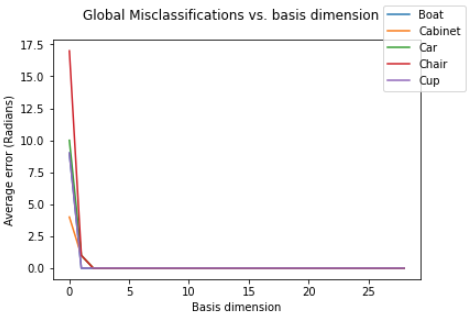 Global Misclassifications vs. basis dimension
Boat
Cabinet
Car
Chair
Cup
17.5
15.0
12.5
10.0
7.5
5.0
2.5
0.0
Average error (Radians)
0 5 10 15 20 25
Basis dimension